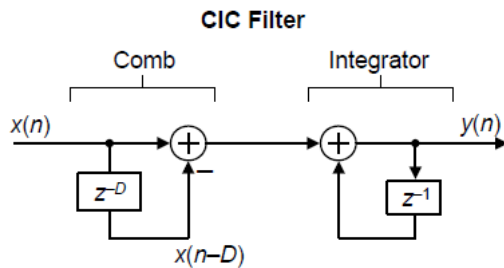 CIC Filter
Comb Integrator
x(n) y(n)
+ +
–
z⁻ᴰ z⁻¹
x(n–D)